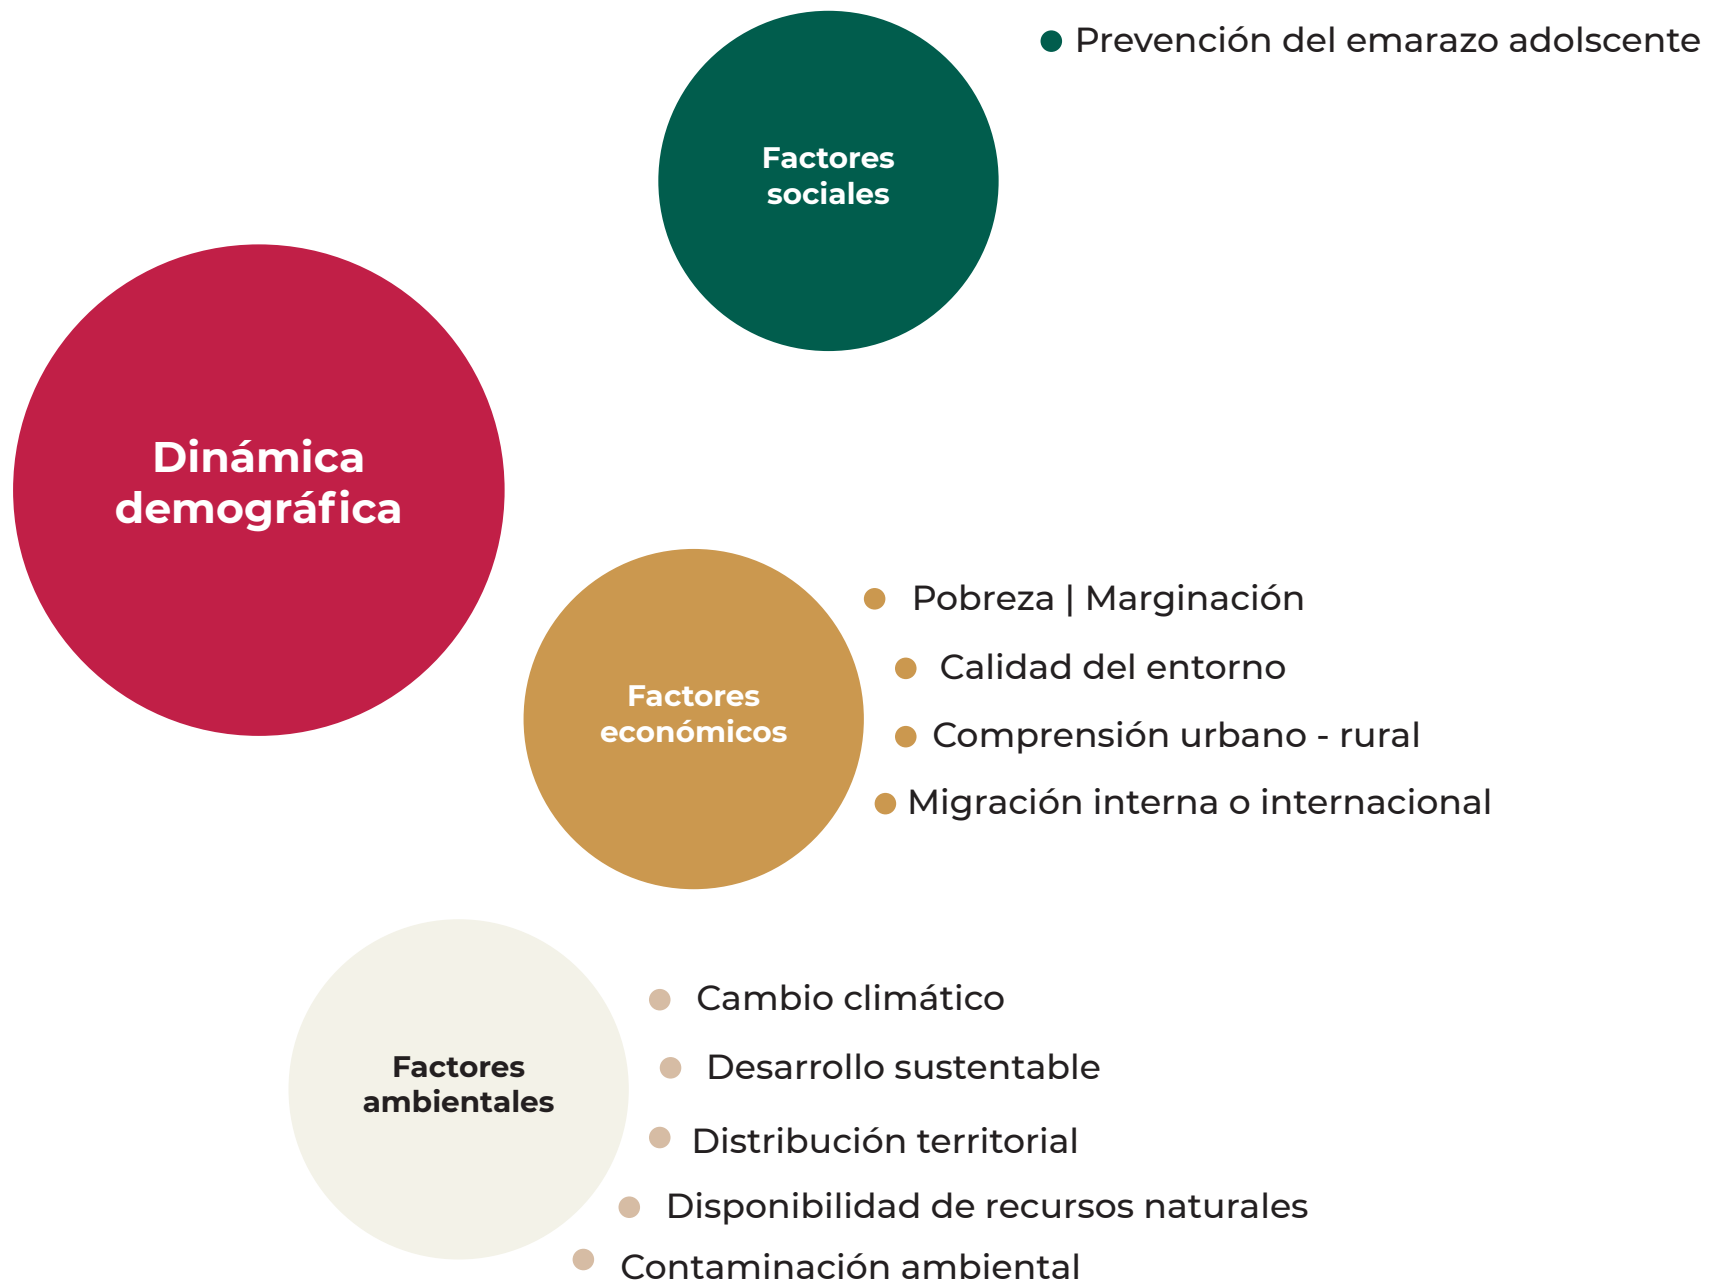 Prevención del emarazo adolscente
Factores
sociales
Dinámica
demográfica
Factores
económicos
Pobreza | Marginación
Calidad del entorno
Comprensión urbano - rural
Migración interna o internacional
Factores
ambientales
Cambio climático
Desarrollo sustentable
Distribución territorial
Disponibilidad de recursos naturales
Contaminación ambiental